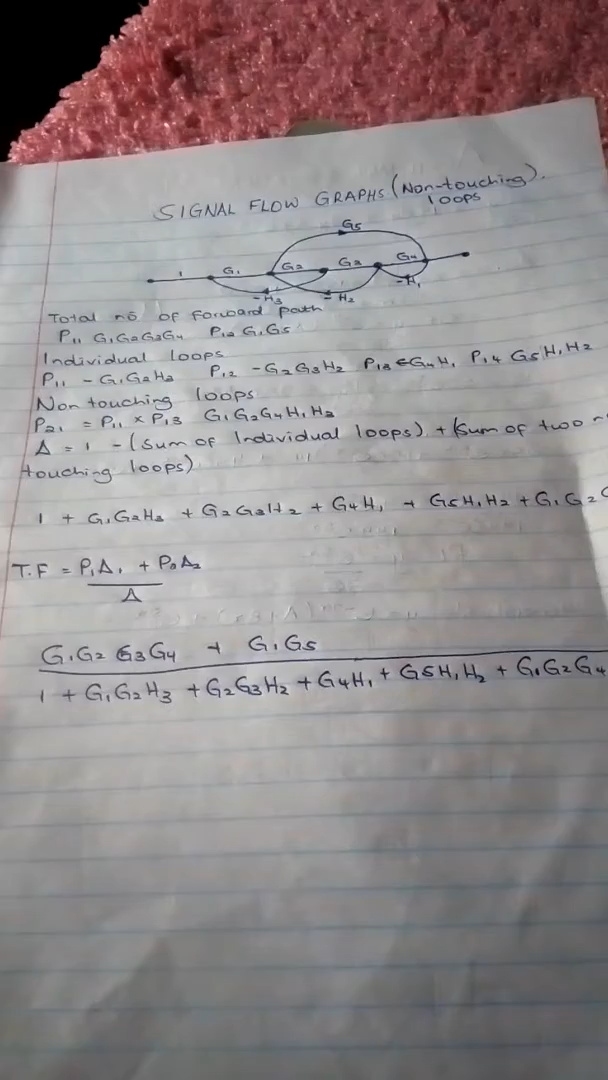 SIGNAL FLOW GRAPHS (Non-touching).
loops
G5
1 G1 G2 G3 G4
-H3 -H2 -H1
Total no of forward path
P11 G1G2G3G4 P12 G1G5
Individual loops
P11 - G1G2H3 P12 - G2G3H2 P13 G4H1 P14 G5H1H2
Non touching loops
P21 = P11 x P13 G1G2G4H1H3
Δ = 1 - (Sum of Individual loops) + (Sum of two
touching loops)
1 + G1G2H3 + G2G3H2 + G4H1 + G5H1H2 + G1G2
T.F = P1Δ1 + P2Δ2
Δ
G1G2G3G4 + G1G5
1 + G1G2H3 + G2G3H2 + G4H1 + G5H1H2 + G1G2G4